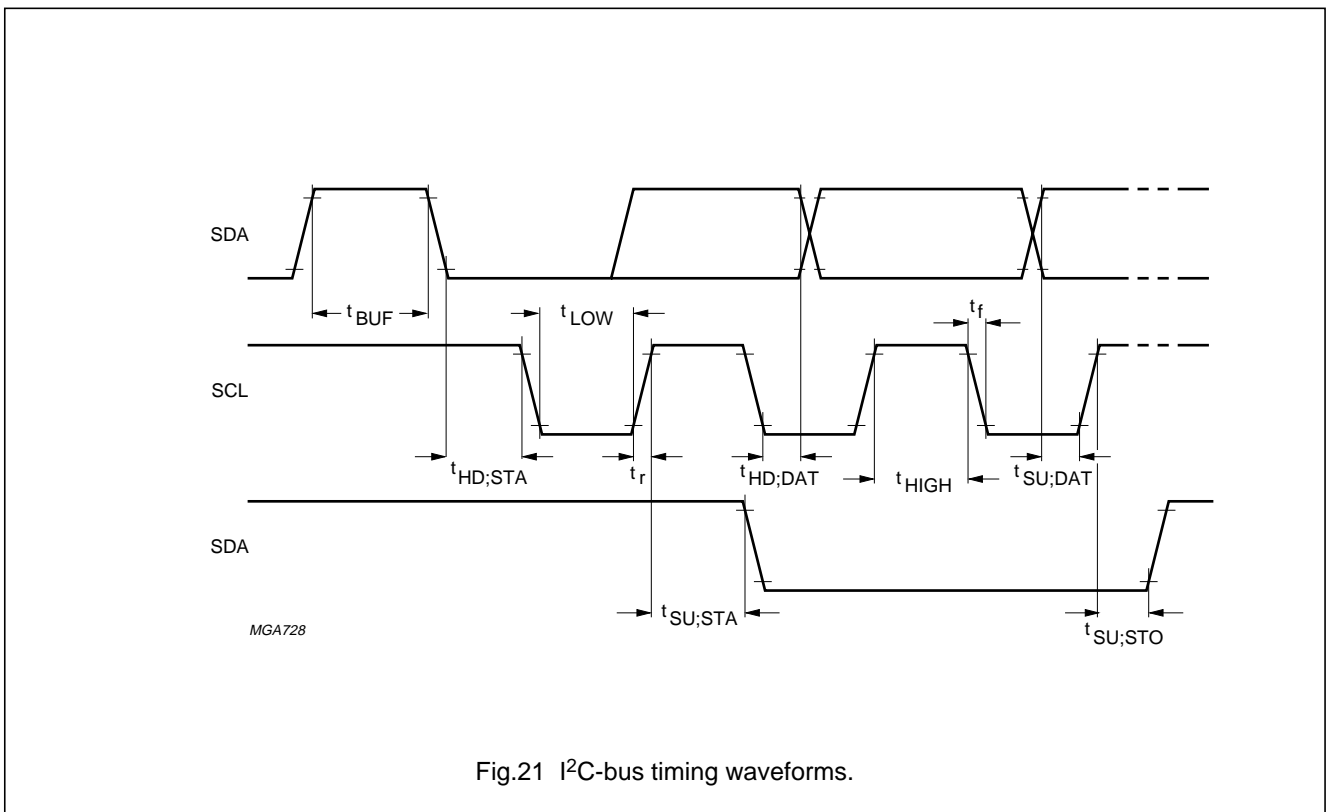 SDA
t BUF
t LOW
t f
SCL
t HD;STA
t r
t HD;DAT
t HIGH
t SU;DAT
SDA
t SU;STA
t SU;STO
MGA728
Fig.21 I²C-bus timing waveforms.